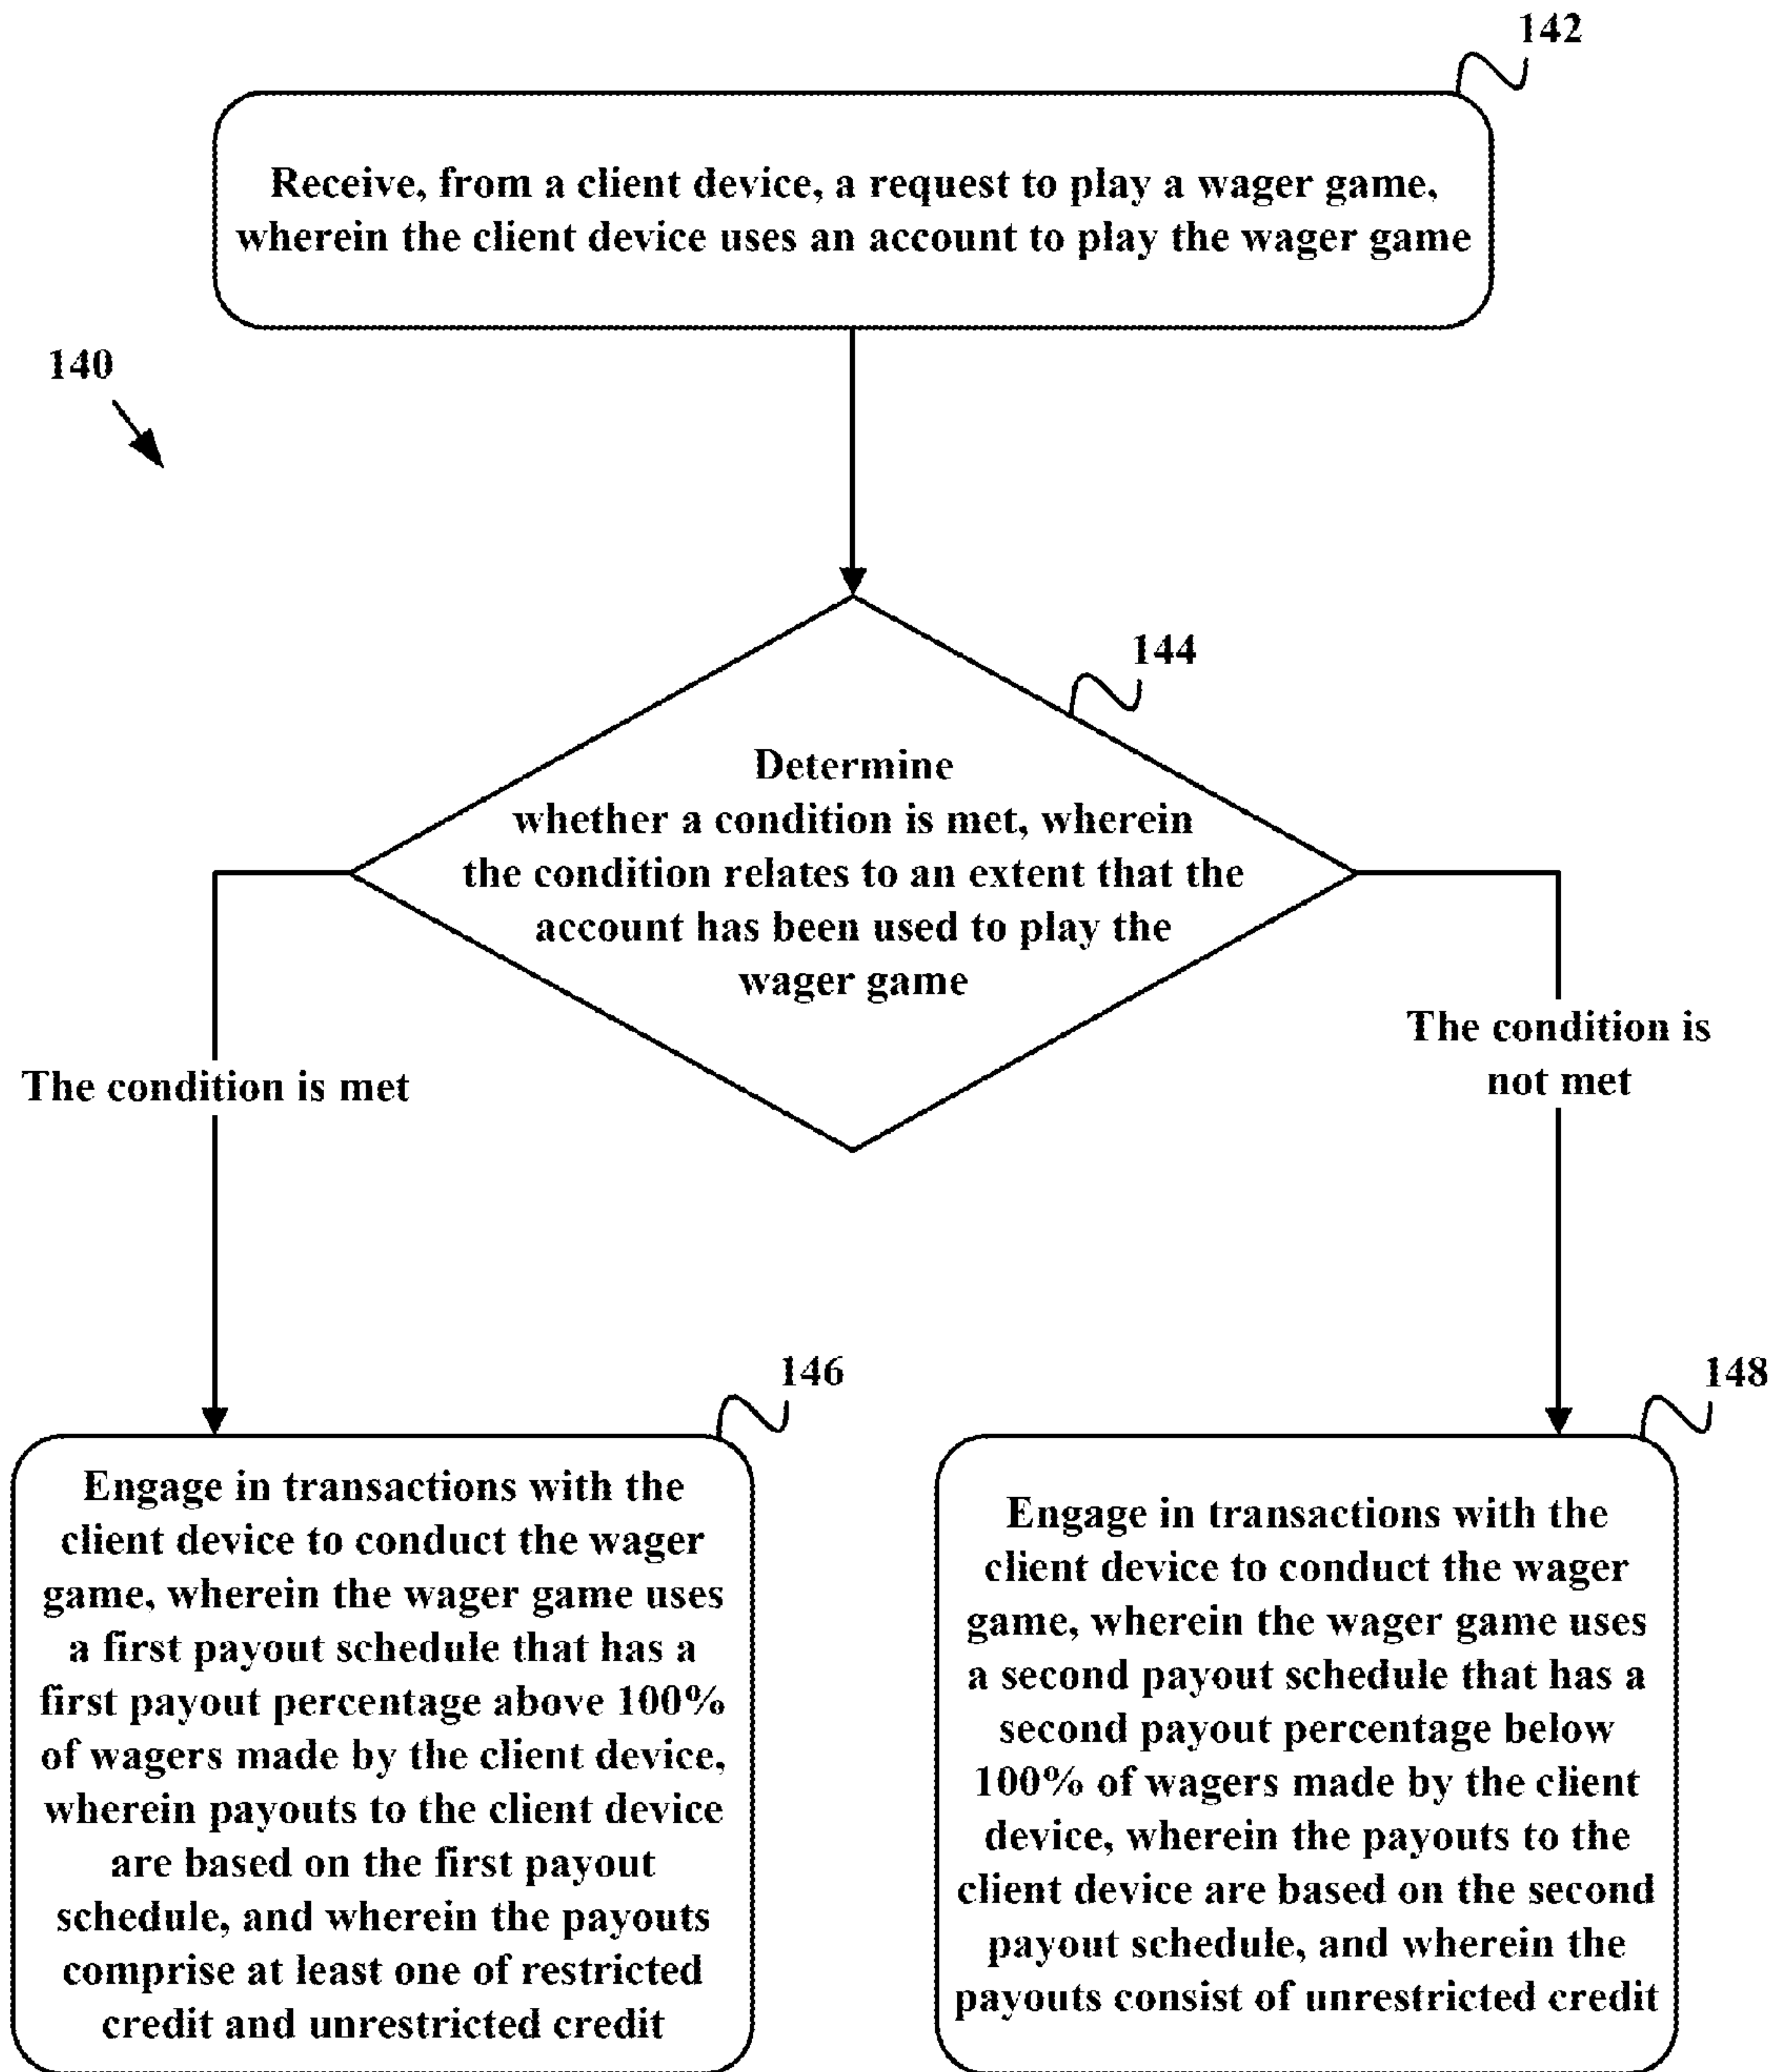 142
Receive, from a client device, a request to play a wager game,
wherein the client device uses an account to play the wager game
140
144
Determine
whether a condition is met, wherein
the condition relates to an extent that the
account has been used to play the
wager game
The condition is met
The condition is
not met
146
Engage in transactions with the
client device to conduct the wager
game, wherein the wager game uses
a first payout schedule that has a
first payout percentage above 100%
of wagers made by the client device,
wherein payouts to the client device
are based on the first payout
schedule, and wherein the payouts
comprise at least one of restricted
credit and unrestricted credit
148
Engage in transactions with the
client device to conduct the wager
game, wherein the wager game uses
a second payout schedule that has a
second payout percentage below
100% of wagers made by the client
device, wherein the payouts to the
client device are based on the second
payout schedule, and wherein the
payouts consist of unrestricted credit